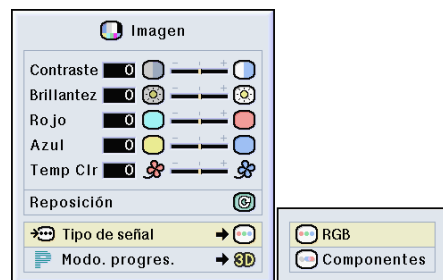 Imagen
Contraste 0
Brillantez 0
Rojo 0
Azul 0
Temp Clr 0
Reposición
Tipo de señal
Modo. progres. 3D
RGB
Componentes